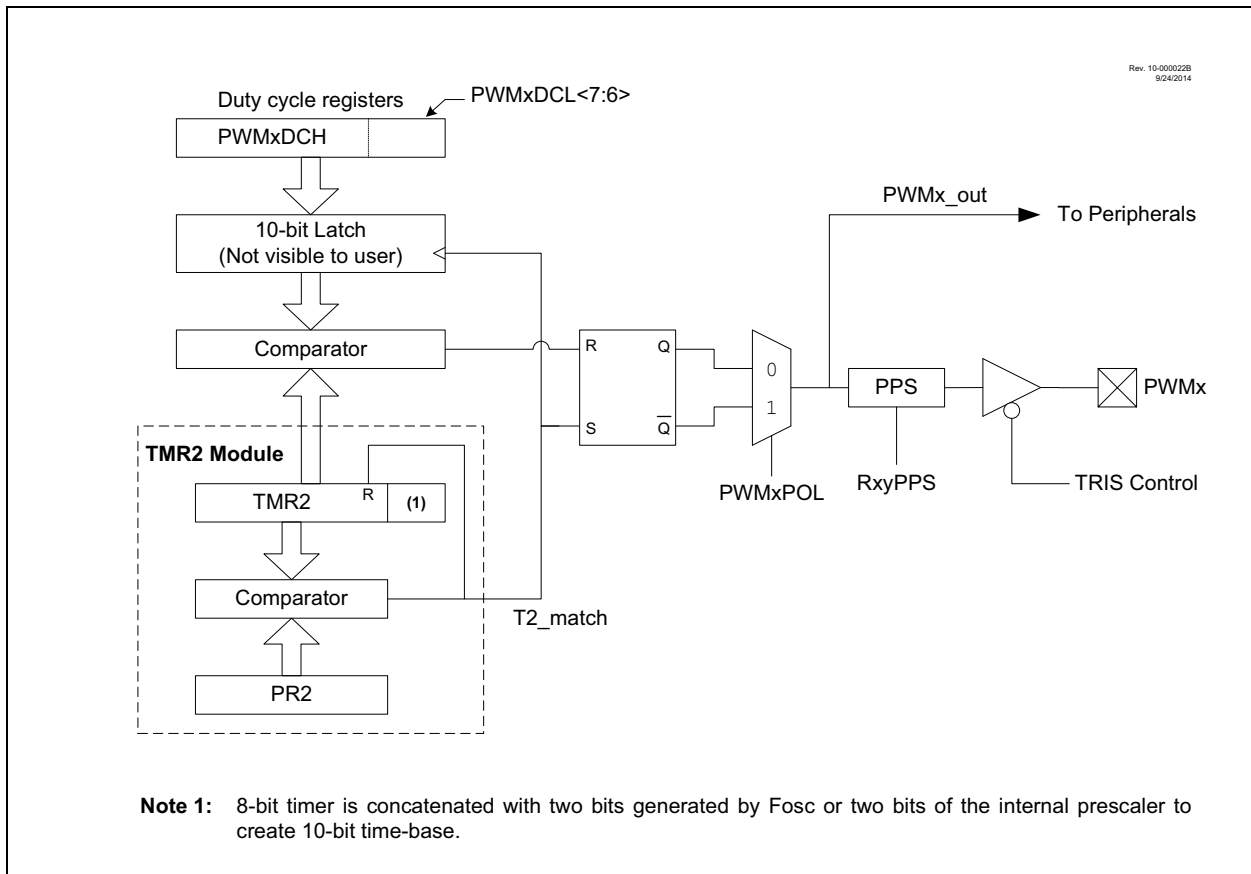 Rev. 10-000022B
9/24/2014
Duty cycle registers
PWMxDCL<7:6>
PWMxDCH
10-bit Latch
(Not visible to user)
Comparator
R
Q
S
Q̅
0
1
PWMxPOL
PWMx_out
To Peripherals
PPS
RxyPPS
PWMx
TRIS Control
TMR2 Module
TMR2
R
(1)
Comparator
T2_match
PR2
Note 1: 8-bit timer is concatenated with two bits generated by Fosc or two bits of the internal prescaler to
create 10-bit time-base.